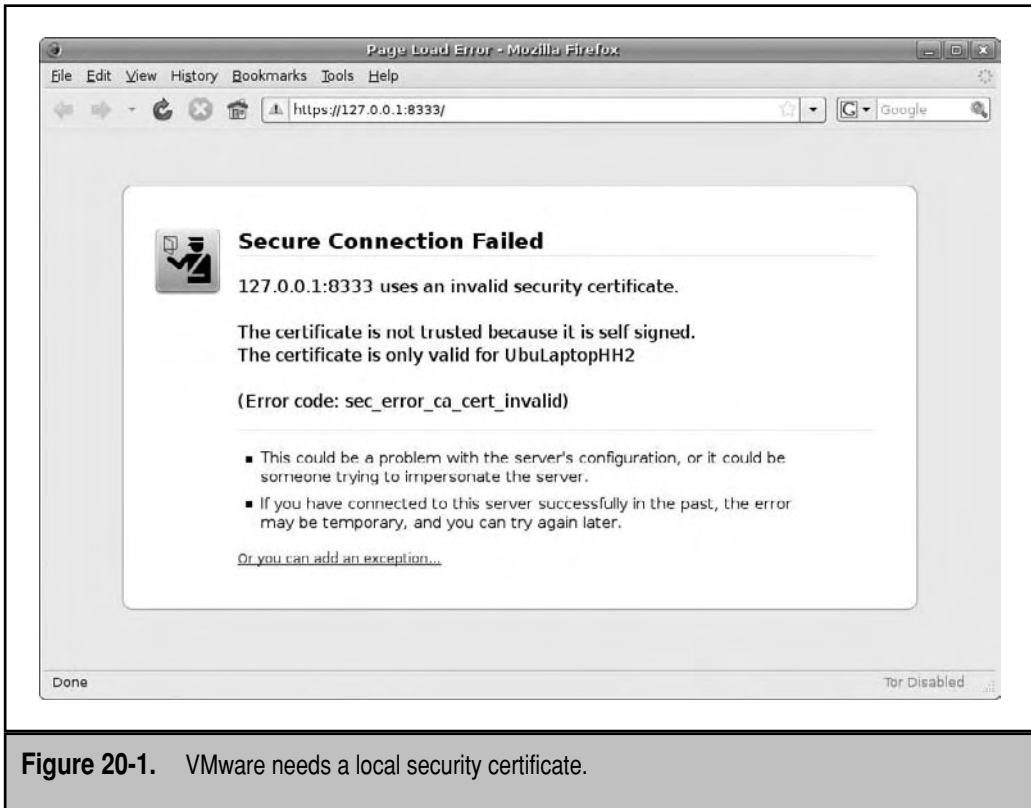 Page Load Error - Mozilla Firefox
File Edit View History Bookmarks Tools Help
https://127.0.0.1:8333/
G Google
Secure Connection Failed
127.0.0.1:8333 uses an invalid security certificate.
The certificate is not trusted because it is self signed.
The certificate is only valid for UbuLaptopHH2
(Error code: sec_error_ca_cert_invalid)
▪ This could be a problem with the server's configuration, or it could be
someone trying to impersonate the server.
▪ If you have connected to this server successfully in the past, the error
may be temporary, and you can try again later.
Or you can add an exception...
Done
Tor Disabled
Figure 20-1. VMware needs a local security certificate.